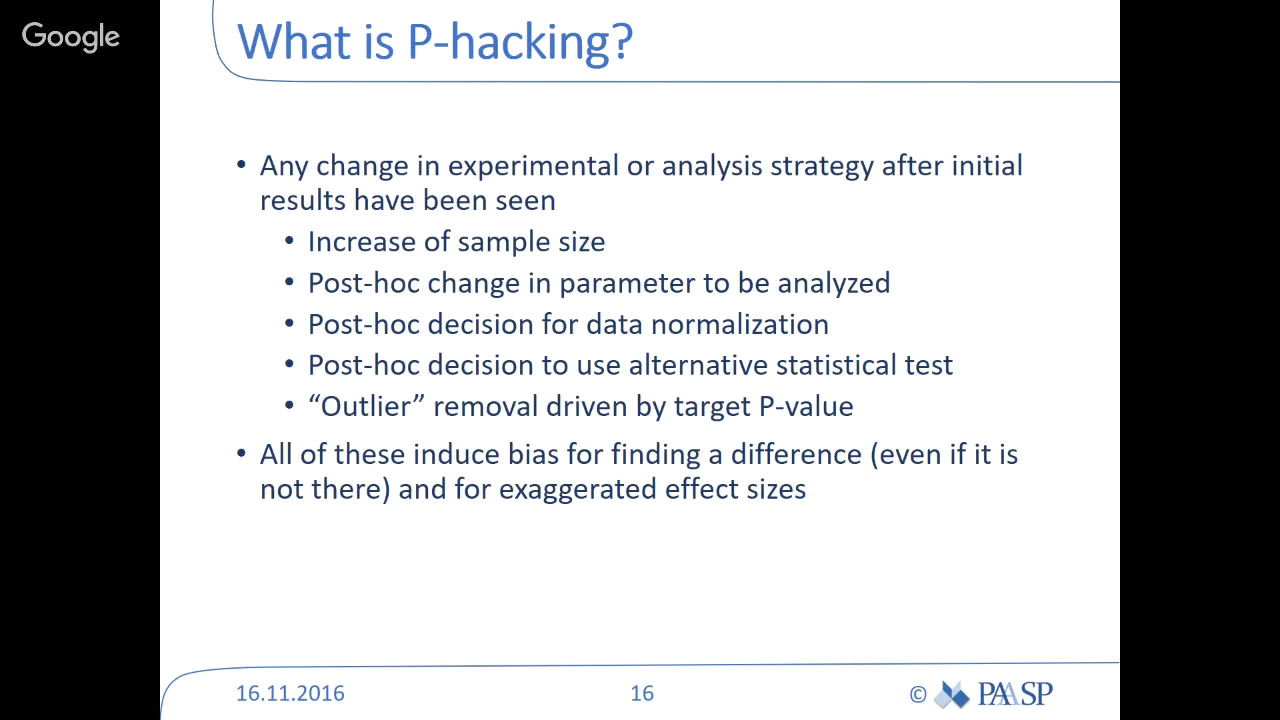 Google
What is P-hacking?
• Any change in experimental or analysis strategy after initial
results have been seen
• Increase of sample size
• Post-hoc change in parameter to be analyzed
• Post-hoc decision for data normalization
• Post-hoc decision to use alternative statistical test
• “Outlier” removal driven by target P-value
• All of these induce bias for finding a difference (even if it is
not there) and for exaggerated effect sizes
16.11.2016
16
© PAASP